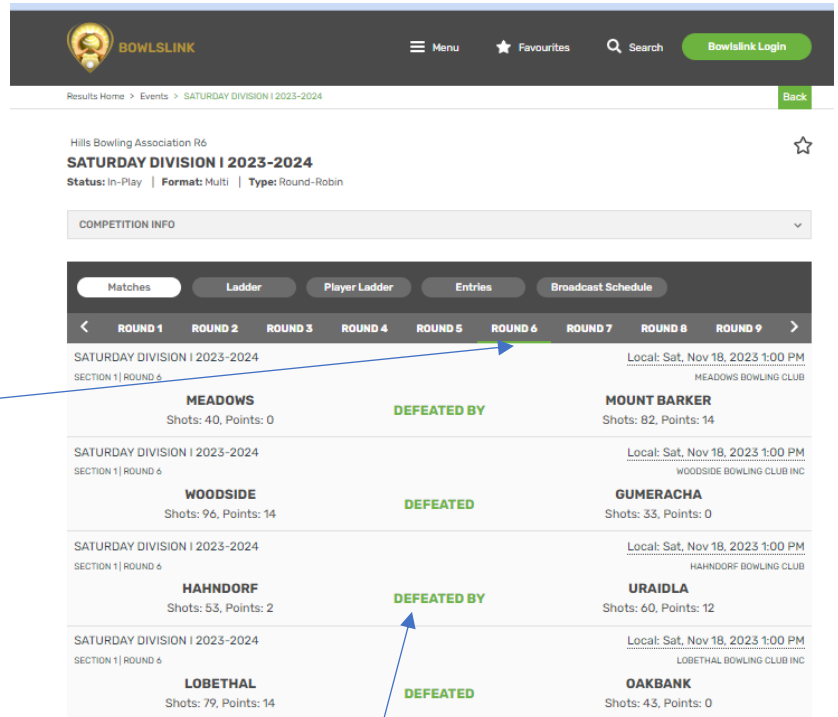 BOWLSLINK
Menu Favourites Search Bowlslink Login
Results Home > Events > SATURDAY DIVISION I 2023-2024 Back
Hills Bowling Association R6
SATURDAY DIVISION I 2023-2024
Status: In-Play | Format: Multi | Type: Round-Robin
COMPETITION INFO
Matches Ladder Player Ladder Entries Broadcast Schedule
ROUND 1 ROUND 2 ROUND 3 ROUND 4 ROUND 5 ROUND 6 ROUND 7 ROUND 8 ROUND 9
SATURDAY DIVISION I 2023-2024 Local: Sat, Nov 18, 2023 1:00 PM
SECTION 1 | ROUND 6 MEADOWS BOWLING CLUB
MEADOWS DEFEATED BY MOUNT BARKER
Shots: 40, Points: 0 Shots: 82, Points: 14
SATURDAY DIVISION I 2023-2024 Local: Sat, Nov 18, 2023 1:00 PM
SECTION 1 | ROUND 6 WOODSIDE BOWLING CLUB INC
WOODSIDE DEFEATED GUMERACHA
Shots: 96, Points: 14 Shots: 33, Points: 0
SATURDAY DIVISION I 2023-2024 Local: Sat, Nov 18, 2023 1:00 PM
SECTION 1 | ROUND 6 HAHNDORF BOWLING CLUB
HAHNDORF DEFEATED BY URAIDLA
Shots: 53, Points: 2 Shots: 60, Points: 12
SATURDAY DIVISION I 2023-2024 Local: Sat, Nov 18, 2023 1:00 PM
SECTION 1 | ROUND 6 LOBETHAL BOWLING CLUB INC
LOBETHAL DEFEATED OAKBANK
Shots: 79, Points: 14 Shots: 43, Points: 0